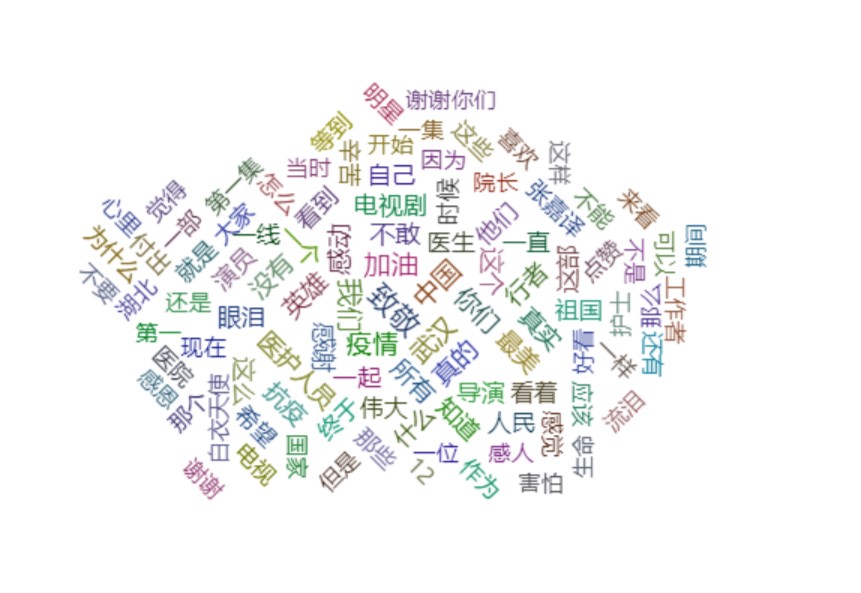 明星
谢谢你们
等到
一集
这些
喜欢
这样
辛苦
开始
因为
当时
自己
院长
第一集
怎么
看到
电视剧
时候
张嘉泽
不能
来看
觉得
心里
一部
大家
一线
一个
感动
不敢
医生
他们
一直
这部
点赞
不是
可以
期间
为什么
付出
就是
演员
没有
英雄
加油
中国
这个
行者
不要
湖北
还是
眼泪
我们
致敬
你们
真实
祖国
护士
那么
工作者
第一
现在
感谢
疫情
武汉
真的
最美
好看
一样
还有
医院
感恩
那个
白衣天使
这么
医护人员
一起
所有
导演
看着
应该
流泪
希望
抗疫
终于
伟大
什么
知道
人民
感觉
谢谢
电视
国家
但是
那些
12
一位
作为
感人
害怕
生命